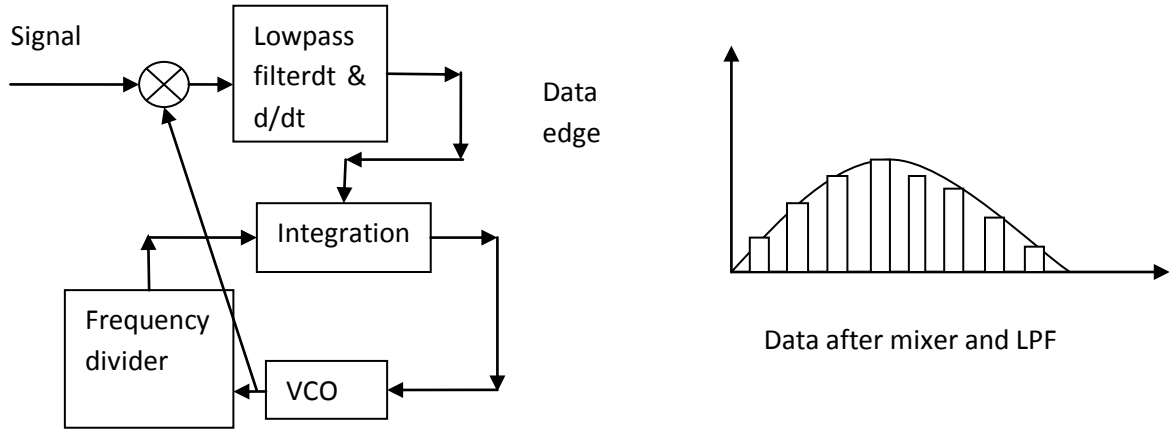 Signal
Lowpass
filterdt &
d/dt
Data
edge
Integration
Frequency
divider
VCO
Data after mixer and LPF